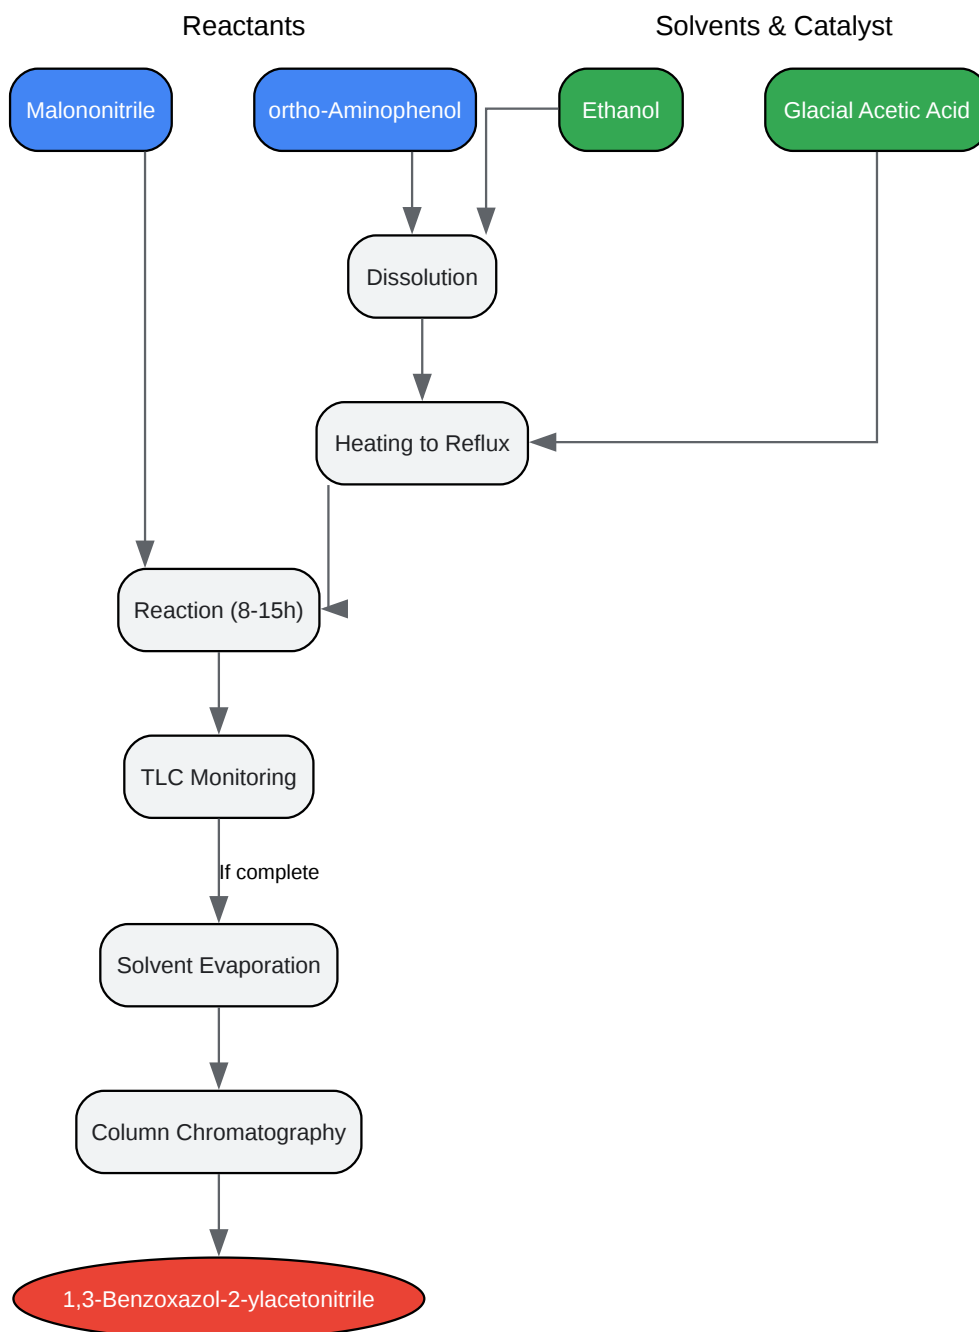 Reactants
Solvents & Catalyst
Malononitrile
ortho-Aminophenol
Ethanol
Glacial Acetic Acid
Dissolution
Heating to Reflux
Reaction (8-15h)
TLC Monitoring
If complete
Solvent Evaporation
Column Chromatography
1,3-Benzoxazol-2-ylacetonitrile